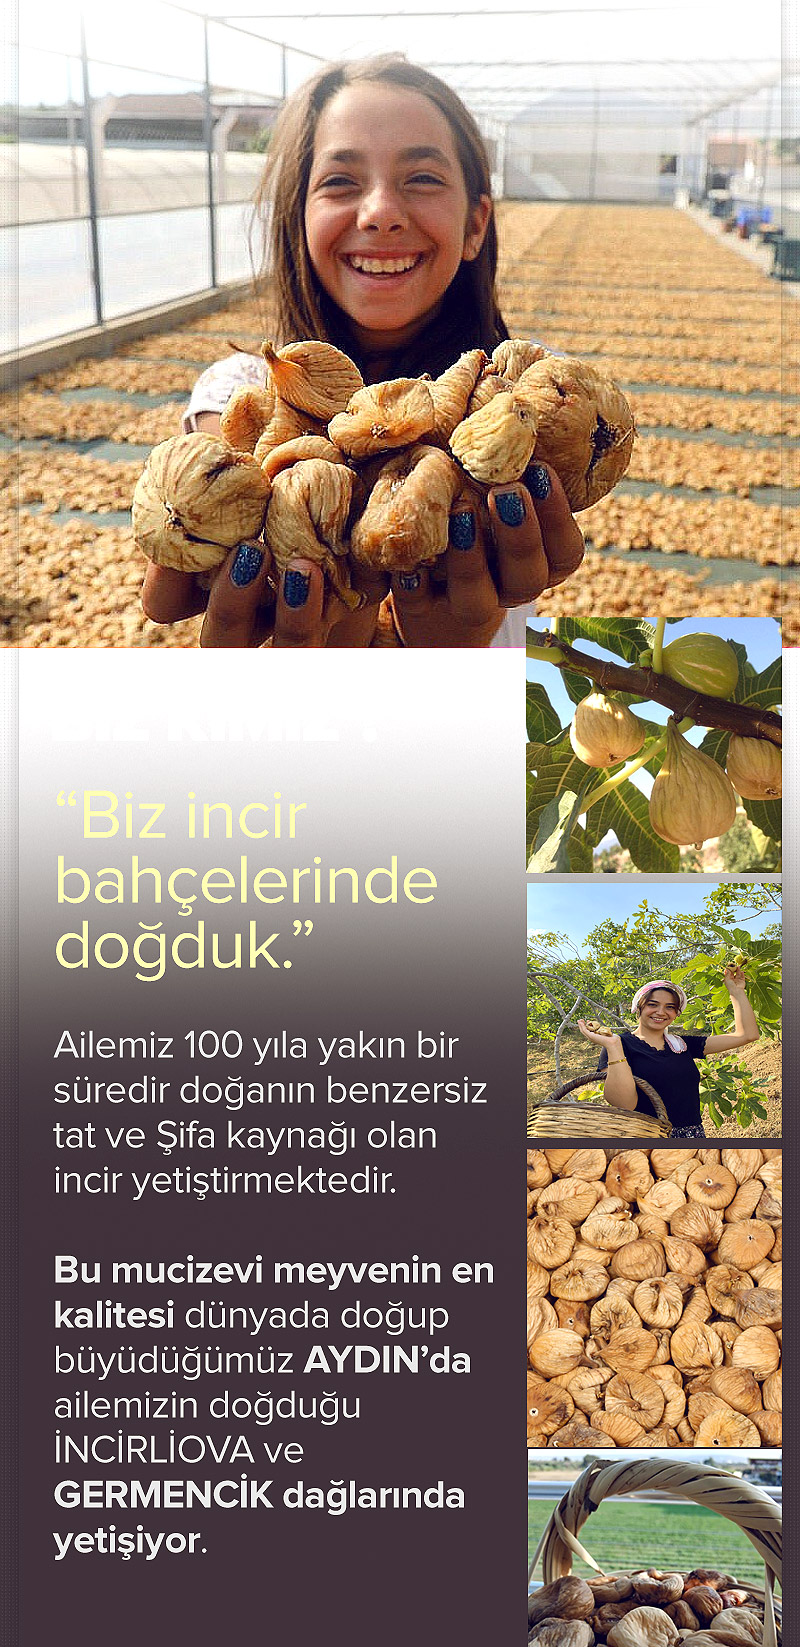 “Biz incir
bahçelerinde
doğduk.”
Ailemiz 100 yıla yakın bir
süredir doğanın benzersiz
tat ve Şifa kaynağı olan
incir yetiştirmektedir.
Bu mucizevi meyvenin en
kalitesi dünyada doğup
büyüdüğümüz AYDIN’da
ailemizin doğduğu
İNCİRLİOVA ve
GERMENCİK dağlarında
yetişiyor.